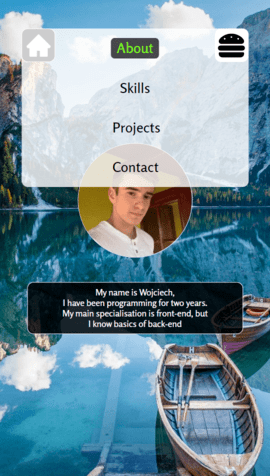 About
Skills
Projects
Contact
My name is Wojciech,
I have been programming for two years.
My main specialisation is front-end, but
I know basics of back-end